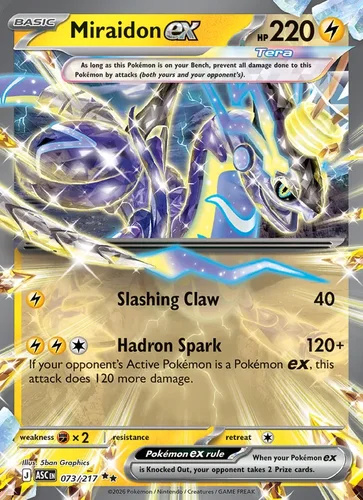 BASIC Miraidon ex HP 220
Tera
As long as this Pokémon is on your Bench, prevent all damage done to this
Pokémon by attacks (both yours and your opponent's).
Slashing Claw 40
Hadron Spark 120+
If your opponent's Active Pokémon is a Pokémon ex, this
attack does 120 more damage.
weakness ×2 resistance retreat
Illus. 5ban Graphics
Pokémon ex rule When your Pokémon ex
is Knocked Out, your opponent takes 2 Prize cards.
J ASC EN 073/217
©2026 Pokémon / Nintendo / Creatures / GAME FREAK